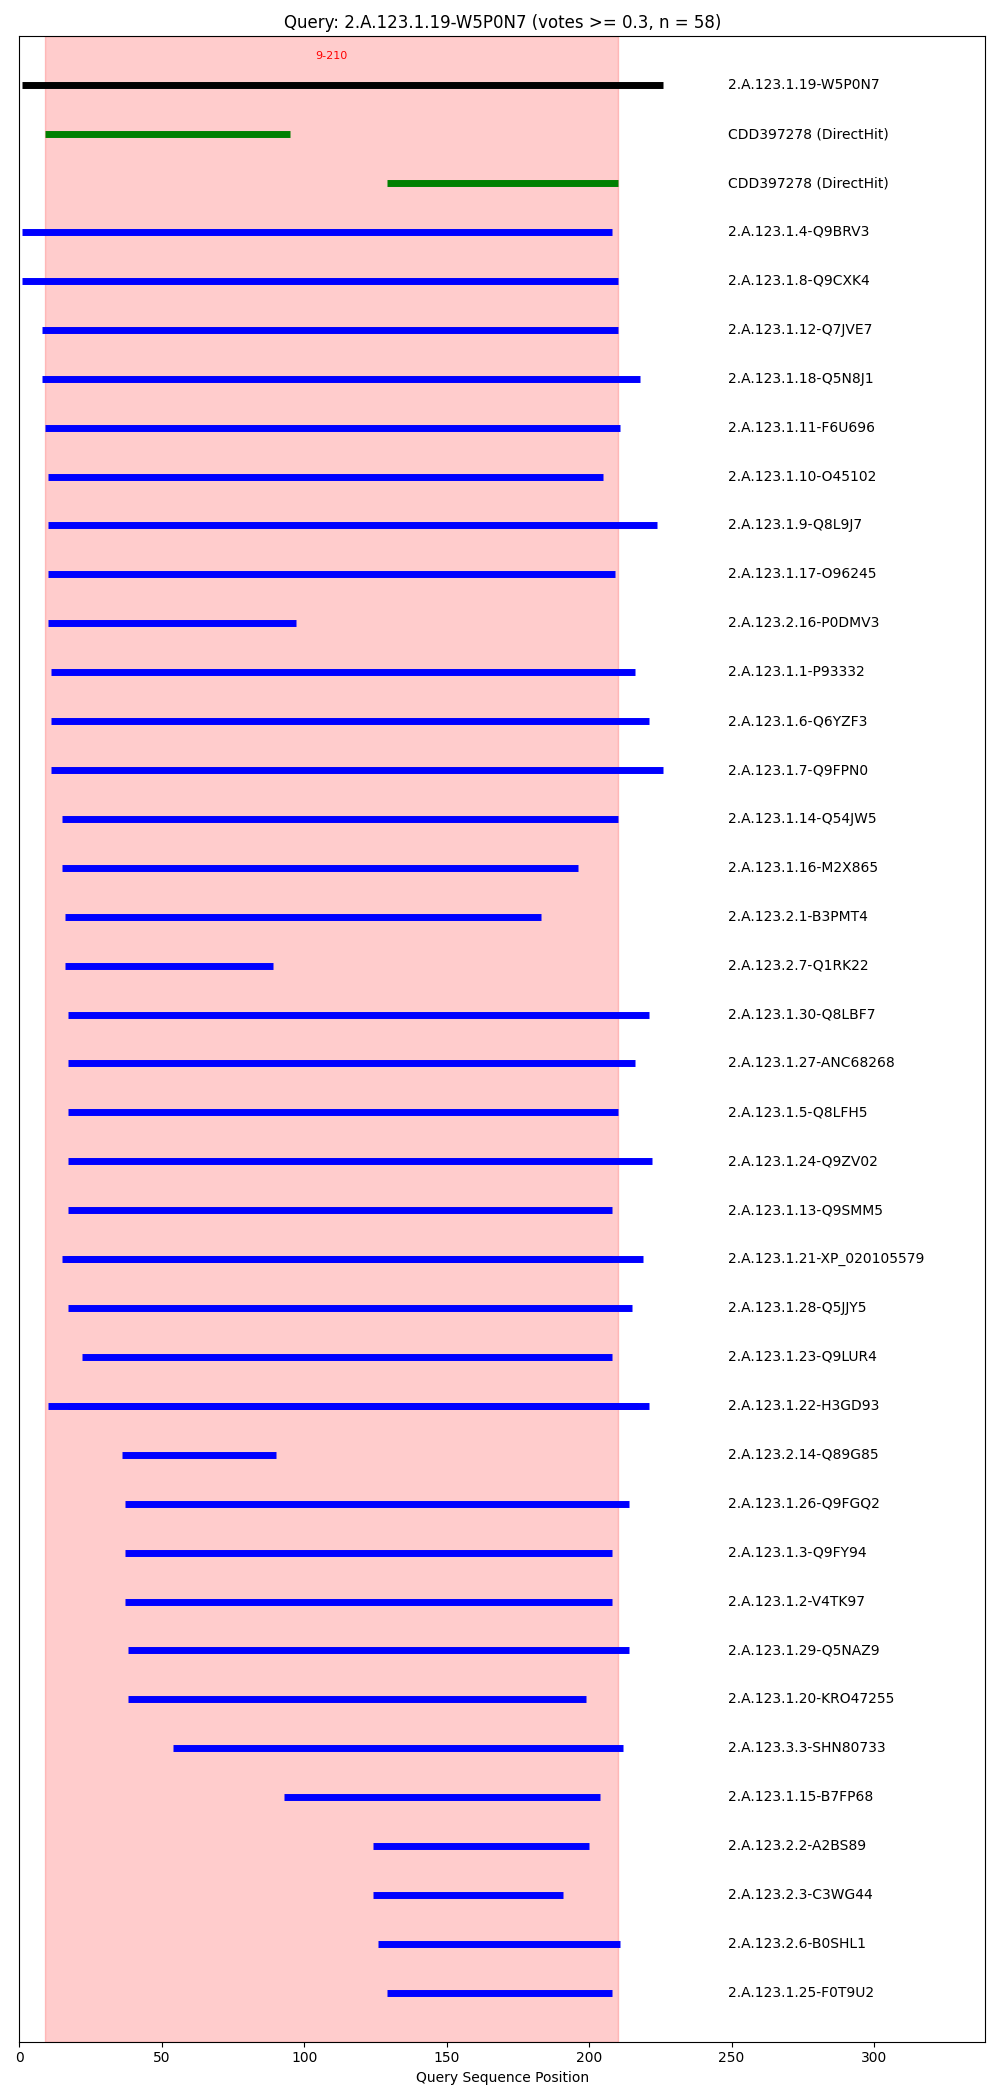 Query: 2.A.123.1.19-W5P0N7 (votes >= 0.3, n = 58)
9-210
2.A.123.1.19-W5P0N7
CDD397278 (DirectHit)
CDD397278 (DirectHit)
2.A.123.1.4-Q9BRV3
2.A.123.1.8-Q9CXK4
2.A.123.1.12-Q7JVE7
2.A.123.1.18-Q5N8J1
2.A.123.1.11-F6U696
2.A.123.1.10-O45102
2.A.123.1.9-Q8L9J7
2.A.123.1.17-O96245
2.A.123.2.16-P0DMV3
2.A.123.1.1-P93332
2.A.123.1.6-Q6YZF3
2.A.123.1.7-Q9FPN0
2.A.123.1.14-Q54JW5
2.A.123.1.16-M2X865
2.A.123.2.1-B3PMT4
2.A.123.2.7-Q1RK22
2.A.123.1.30-Q8LBF7
2.A.123.1.27-ANC68268
2.A.123.1.5-Q8LFH5
2.A.123.1.24-Q9ZV02
2.A.123.1.13-Q9SMM5
2.A.123.1.21-XP_020105579
2.A.123.1.28-Q5JJY5
2.A.123.1.23-Q9LUR4
2.A.123.1.22-H3GD93
2.A.123.2.14-Q89G85
2.A.123.1.26-Q9FGQ2
2.A.123.1.3-Q9FY94
2.A.123.1.2-V4TK97
2.A.123.1.29-Q5NAZ9
2.A.123.1.20-KRO47255
2.A.123.3.3-SHN80733
2.A.123.1.15-B7FP68
2.A.123.2.2-A2BS89
2.A.123.2.3-C3WG44
2.A.123.2.6-B0SHL1
2.A.123.1.25-F0T9U2
0 50 100 150 200 250 300
Query Sequence Position